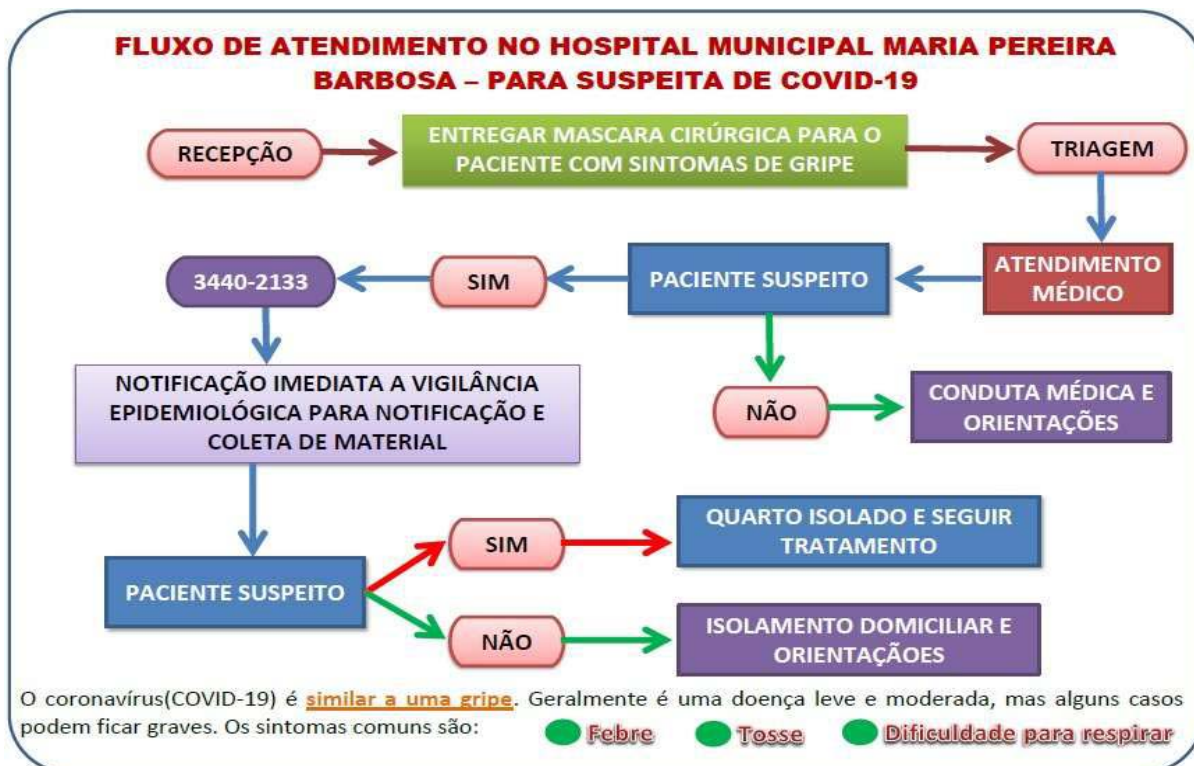 FLUXO DE ATENDIMENTO NO HOSPITAL MUNICIPAL MARIA PEREIRA
BARBOSA – PARA SUSPEITA DE COVID-19
RECEPÇÃO
ENTREGAR MASCARA CIRÚRGICA PARA O
PACIENTE COM SINTOMAS DE GRIPE
TRIAGEM
3440-2133
SIM
PACIENTE SUSPEITO
ATENDIMENTO
MÉDICO
NOTIFICAÇÃO IMEDIATA A VIGILÂNCIA
EPIDEMIOLÓGICA PARA NOTIFICAÇÃO E
COLETA DE MATERIAL
NÃO
CONDUTA MÉDICA E
ORIENTAÇÕES
PACIENTE SUSPEITO
SIM
QUARTO ISOLADO E SEGUIR
TRATAMENTO
NÃO
ISOLAMENTO DOMICILIAR E
ORIENTAÇÃOES
O coronavírus(COVID-19) é similar a uma gripe. Geralmente é uma doença leve e moderada, mas alguns casos
podem ficar graves. Os sintomas comuns são: Febre Tosse Dificuldade para respirar